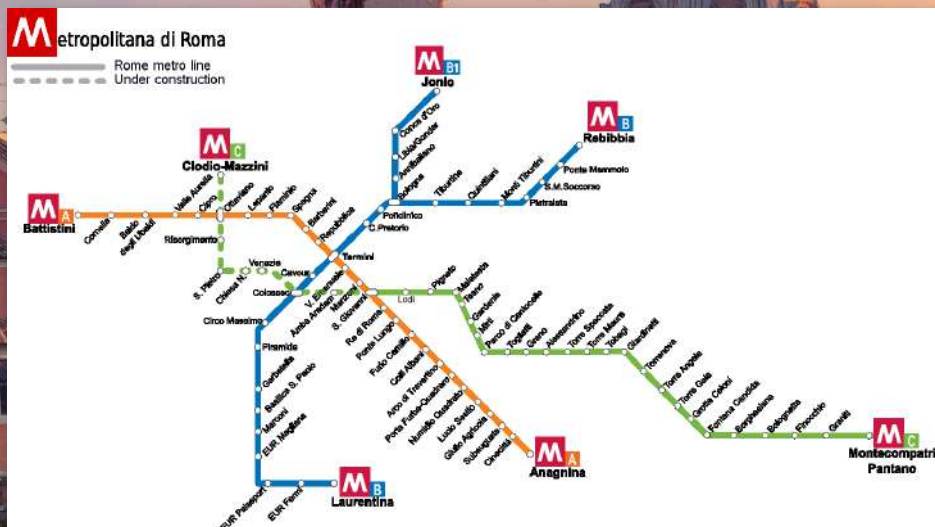 M etropolitana di Roma
Rome metro line
Under construction
M B1
Jonio
Conca d'Oro
Libia/Gondar
Annibaliano
Bologna
M B
Rebibbia
Ponte Mammolo
S.M.Soccorso
Pietralata
Monti Tiburtini
Quintiliani
Tiburtina
Policlinico
C.Pretorio
M C
Clodio-Mazzini
M A
Battistini
Cornelia
Baldo
degli Ubaldi
Valle Aurelia
Cipro
Ottaviano
Lepanto
Flaminio
Spagna
Barberini
Repubblica
Termini
Risorgimento
S. Pietro
Chiesa N.
Venezia
Cavour
Colosseo
V. Emanuele
Amba Aradam
Manzoni
S. Giovanni
Lodi
Pigneto
Malatesta
Teano
Gardenie
Mirti
Parco di Centocelle
Togliatti
Grano
Alessandrino
Torre Spaccata
Torre Maura
Tobagi
Giardinetti
Torrenova
Torre Angela
Torre Gaia
Grotte Celoni
Fontana Candida
Borghesiana
Bolognetta
Finocchio
Graniti
M C
Montecompatri
Pantano
Circo Massimo
Piramide
Garbatella
Basilica S. Paolo
Marconi
EUR Magliana
EUR Palasport
EUR Fermi
M B
Laurentina
Re di Roma
Ponte Lungo
Furio Camillo
Colli Albani
Arco di Travertino
Porta Furba-Quadraro
Numidio Quadrato
Lucio Sestio
Giulio Agricola
Subaugusta
Cinecittà
M A
Anagnina